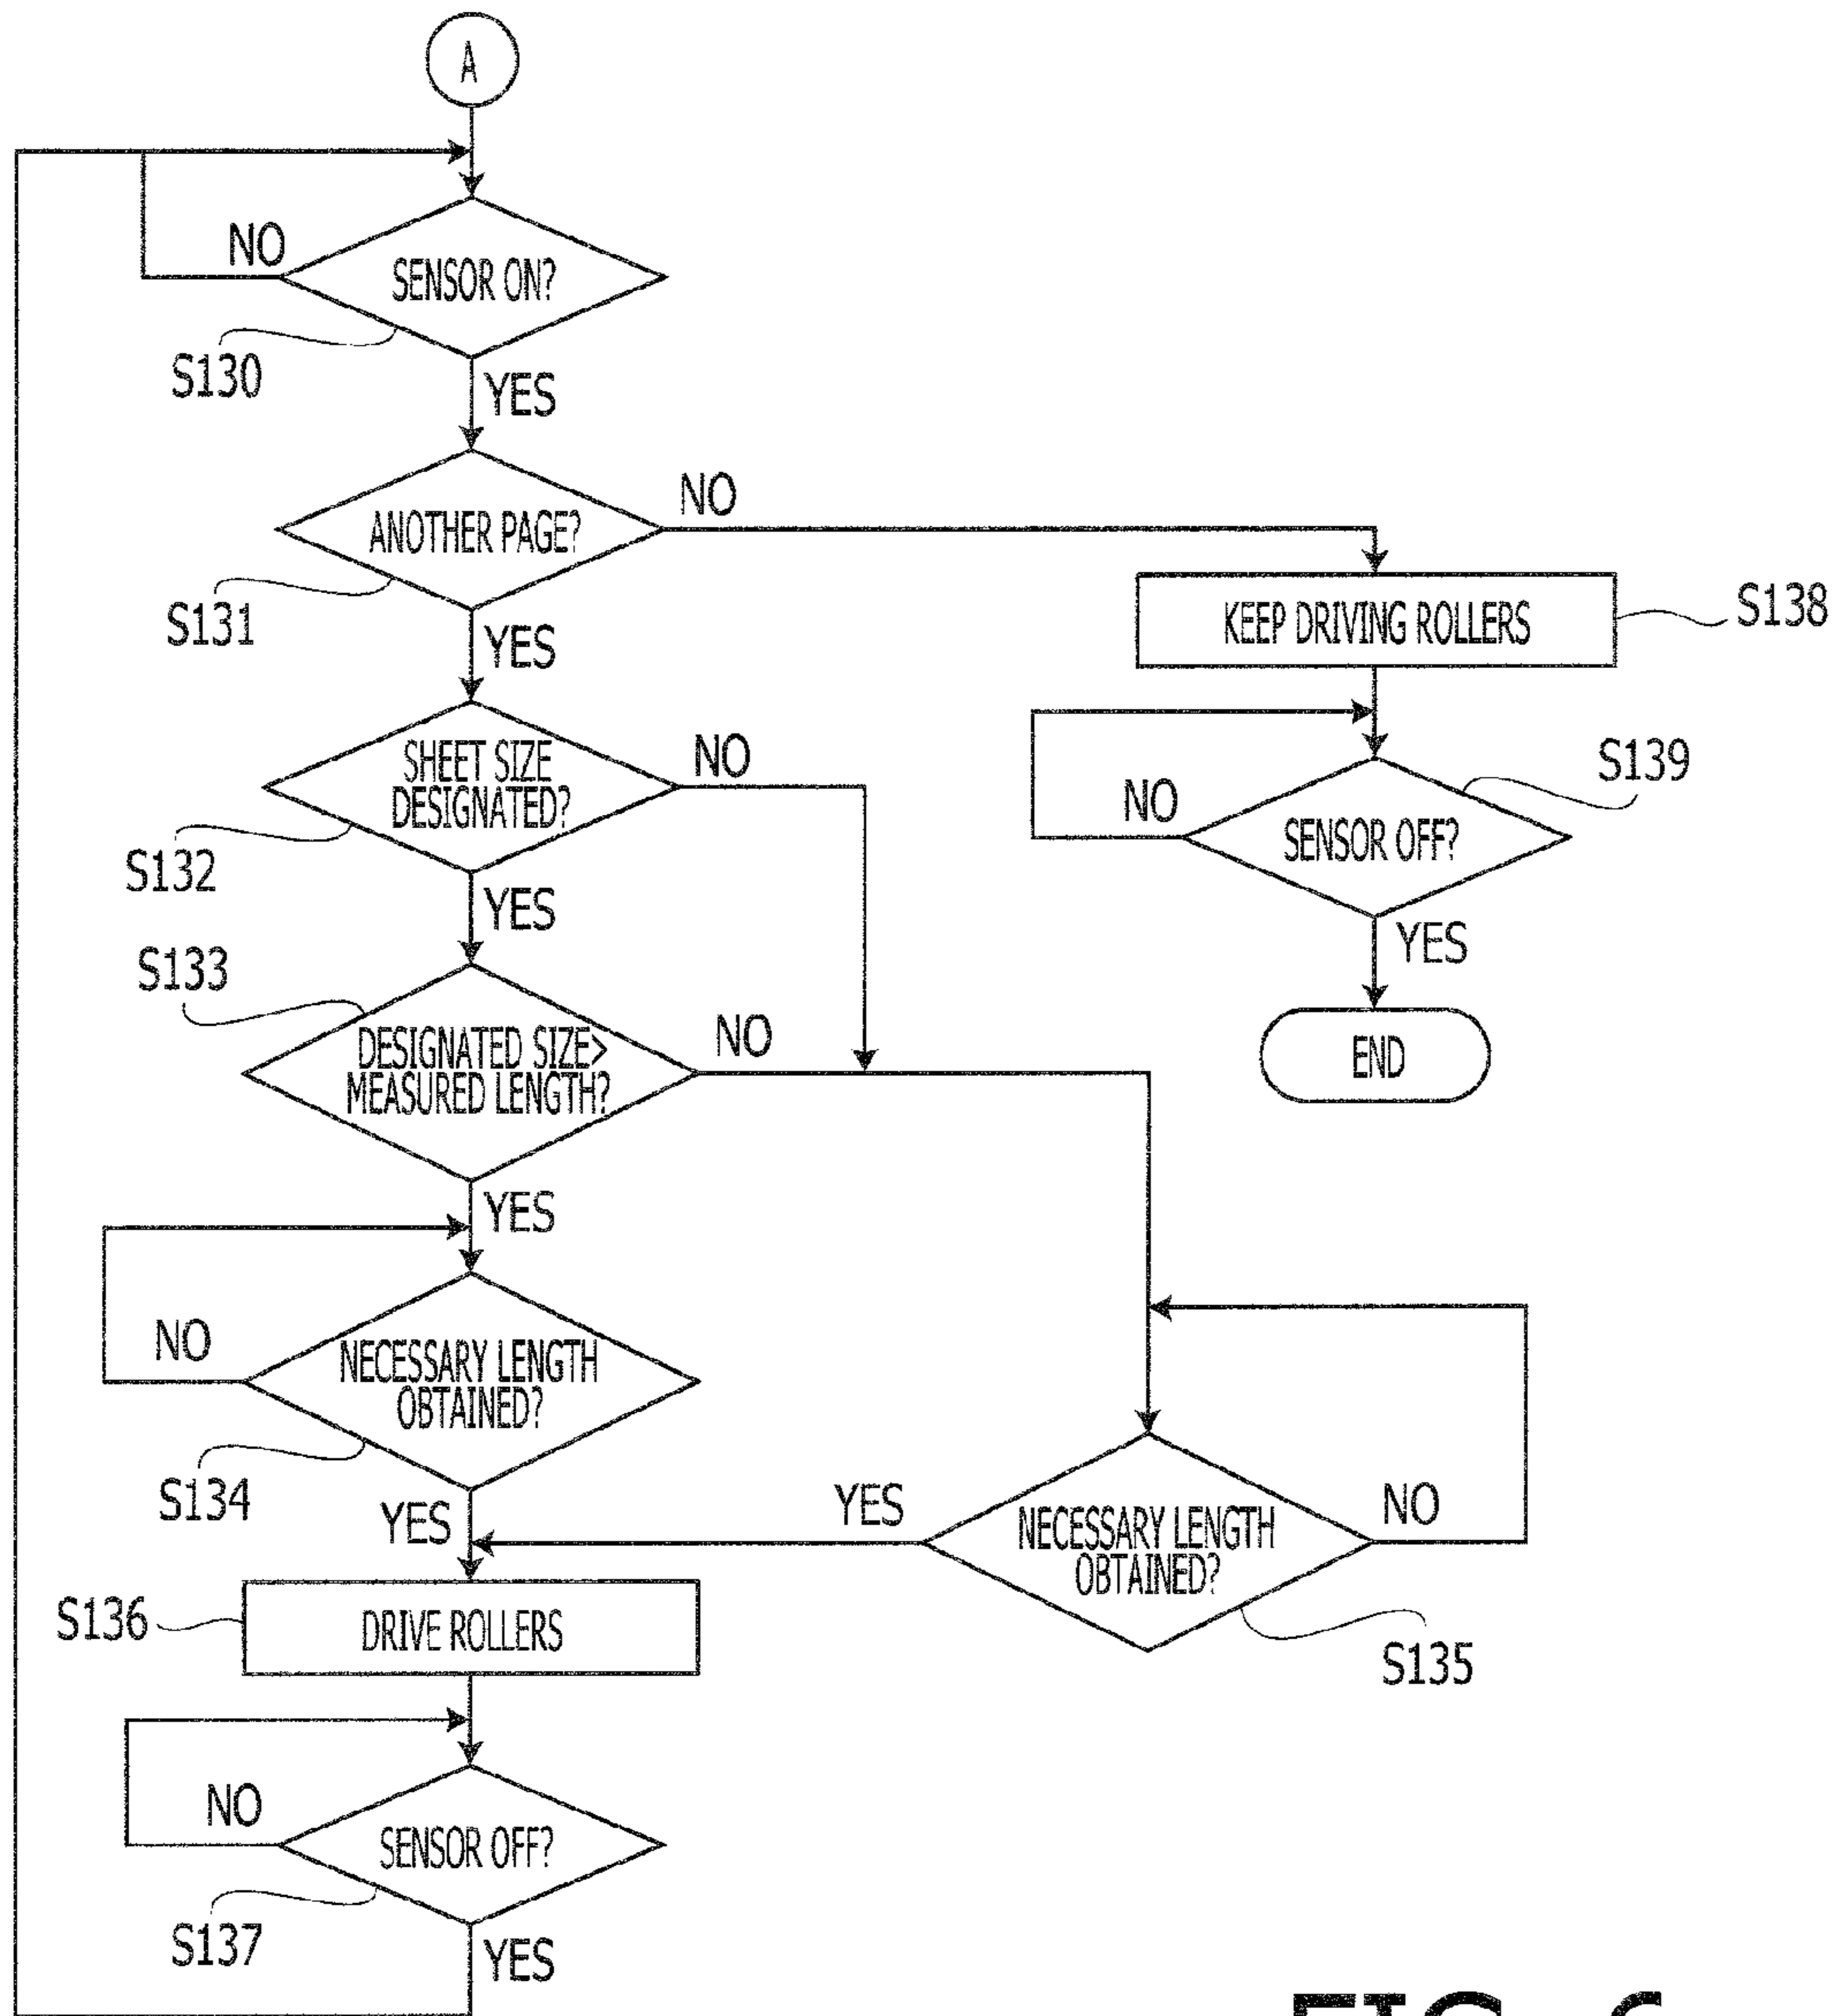 A
NO
SENSOR ON?
S130
YES
ANOTHER PAGE?
NO
S131
YES
KEEP DRIVING ROLLERS
S138
SHEET SIZE
DESIGNATED?
NO
S132
YES
S139
NO
SENSOR OFF?
YES
END
S133
DESIGNATED SIZE>
MEASURED LENGTH?
NO
YES
NO
NECESSARY LENGTH
OBTAINED?
S134
YES
YES
NECESSARY LENGTH
OBTAINED?
NO
S135
S136
DRIVE ROLLERS
NO
SENSOR OFF?
S137
YES
FIG. 6